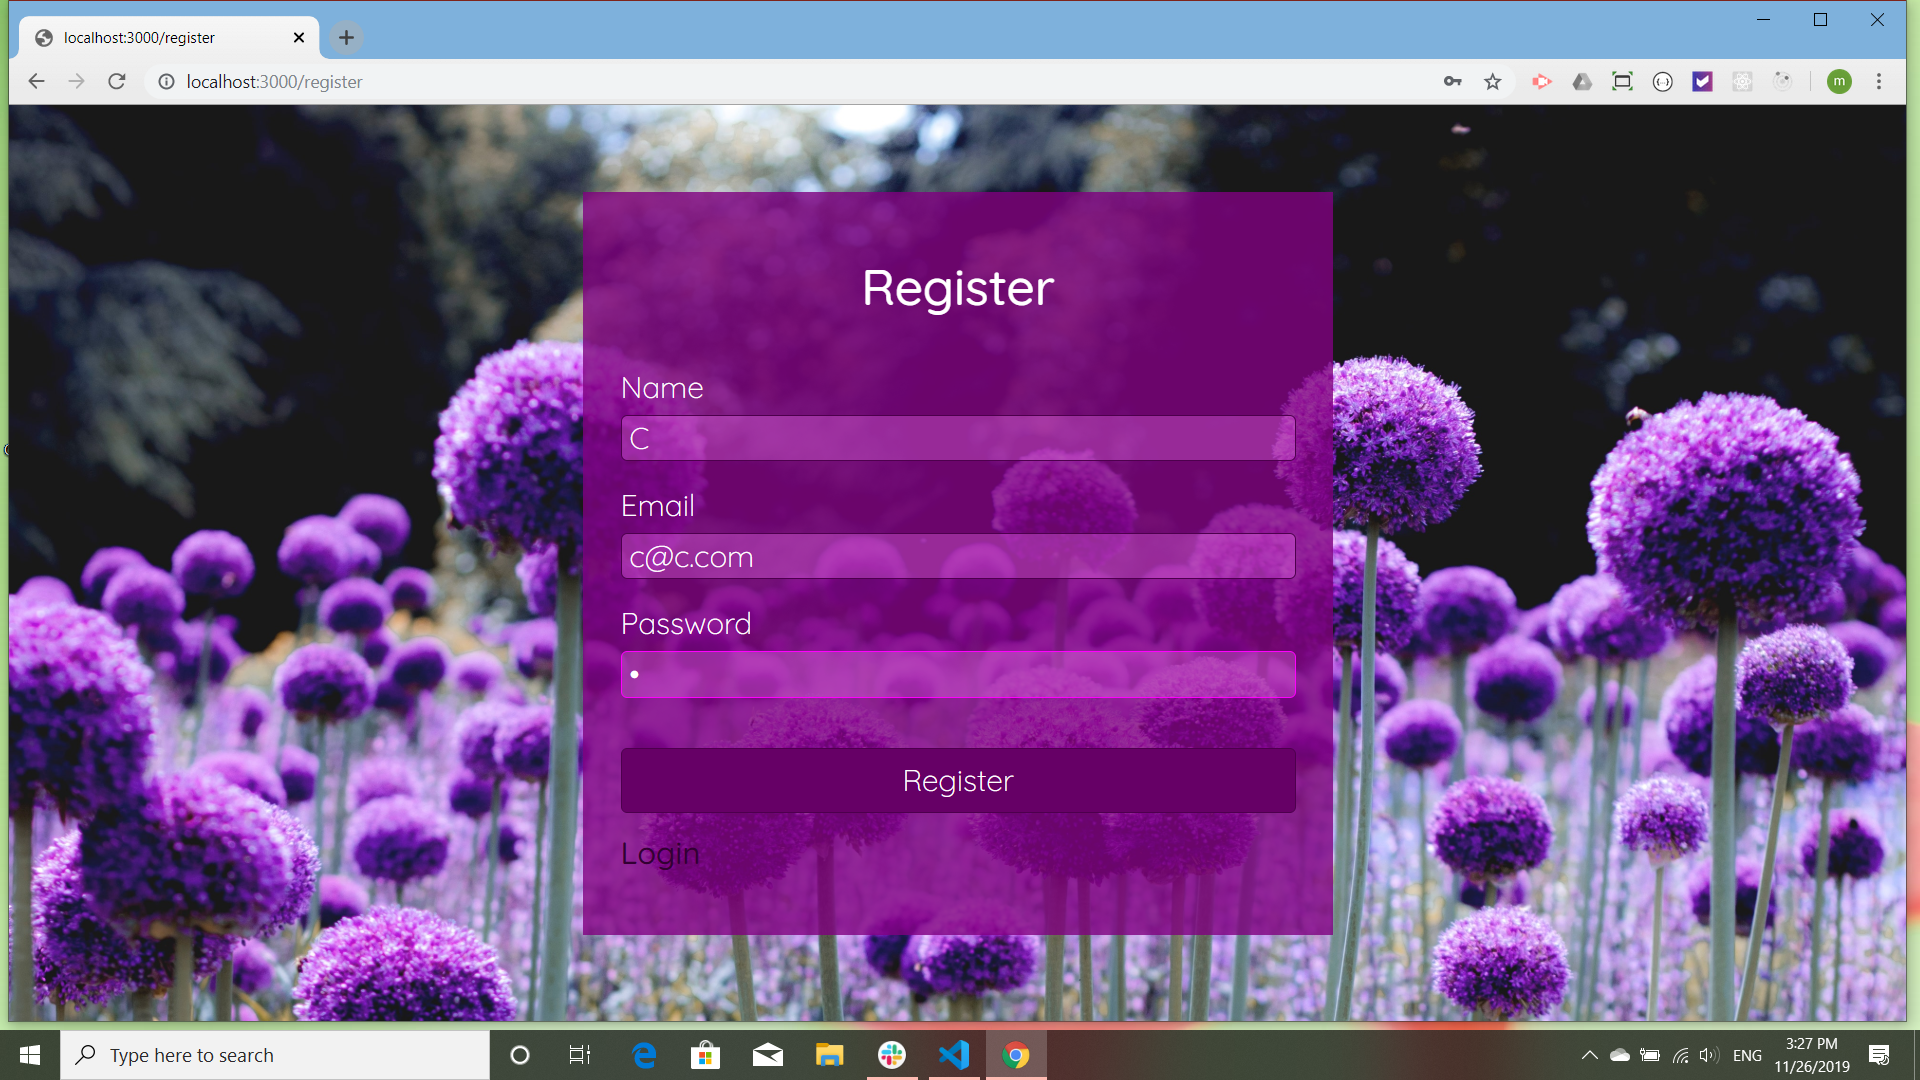 localhost:3000/register
localhost:3000/register
m
Register
Name
C
Email
c@c.com
Password
Register
Login
Type here to search
ENG
3:27 PM
11/26/2019